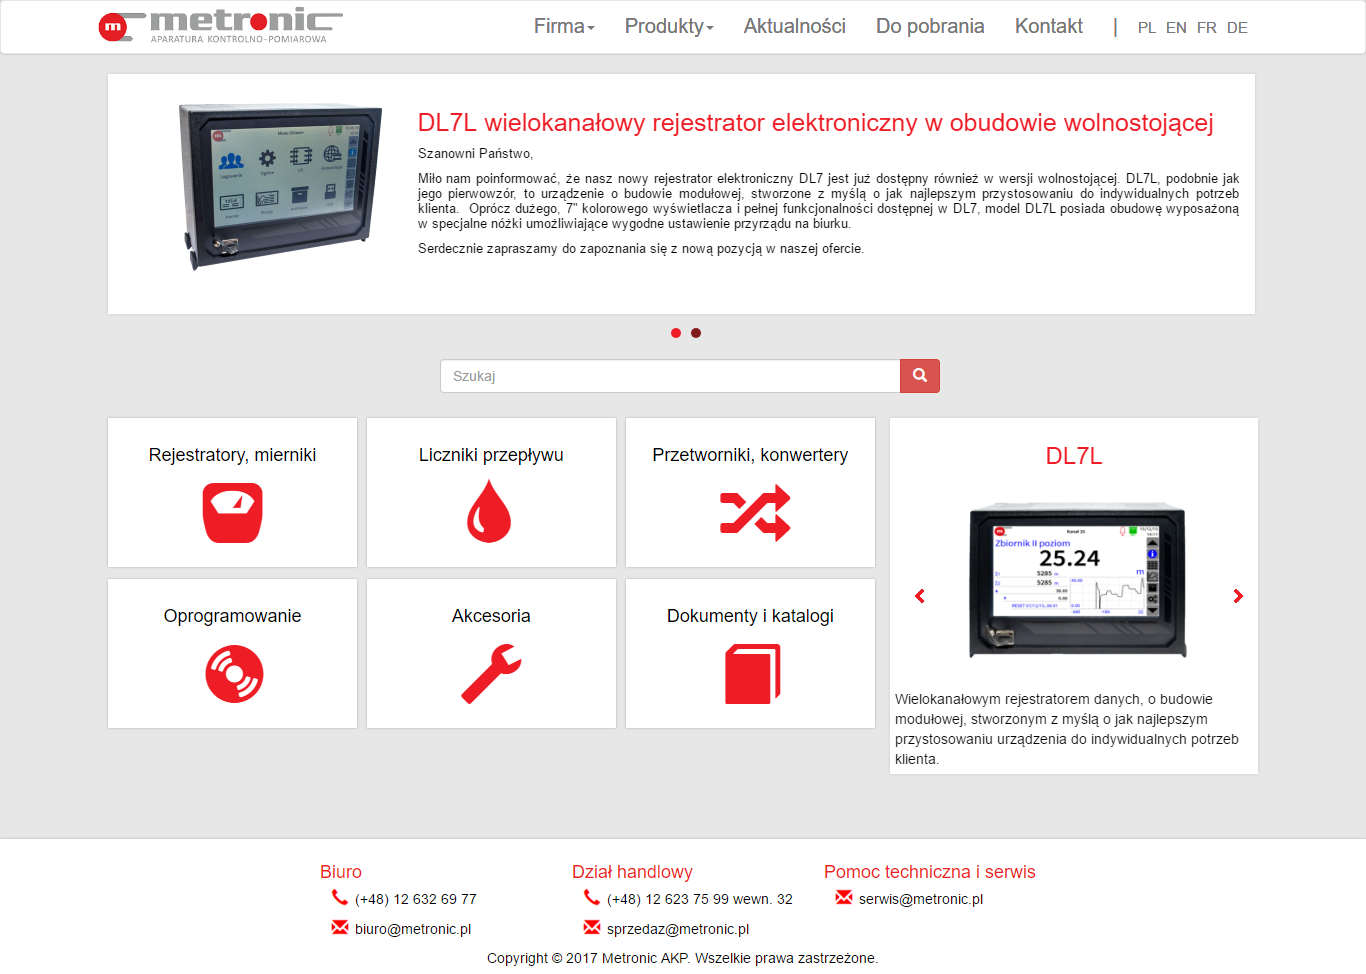 m metronic
APARATURA KONTROLNO-POMIAROWA
Firma Produkty Aktualności Do pobrania Kontakt | PL EN FR DE
DL7L wielokanałowy rejestrator elektroniczny w obudowie wolnostojącej
Szanowni Państwo,
Miło nam poinformować, że nasz nowy rejestrator elektroniczny DL7 jest już dostępny również w wersji wolnostojącej. DL7L, podobnie jak
jego pierwowzór, to urządzenie o budowie modułowej, stworzone z myślą o jak najlepszym przystosowaniu do indywidualnych potrzeb
klienta. Oprócz dużego, 7" kolorowego wyświetlacza i pełnej funkcjonalności dostępnej w DL7, model DL7L posiada obudowę wyposażoną
w specjalne nóżki umożliwiające wygodne ustawienie przyrządu na biurku.
Serdecznie zapraszamy do zapoznania się z nową pozycją w naszej ofercie.
Szukaj
Rejestratory, mierniki
Liczniki przepływu
Przetworniki, konwertery
Oprogramowanie
Akcesoria
Dokumenty i katalogi
DL7L
Zbiornik II poziom
25.24
m
5285
5285
Wielokanałowym rejestratorem danych, o budowie
modułowej, stworzonym z myślą o jak najlepszym
przystosowaniu urządzenia do indywidualnych potrzeb
klienta.
Biuro
(+48) 12 632 69 77
biuro@metronic.pl
Dział handlowy
(+48) 12 623 75 99 wewn. 32
sprzedaz@metronic.pl
Pomoc techniczna i serwis
serwis@metronic.pl
Copyright © 2017 Metronic AKP. Wszelkie prawa zastrzeżone.